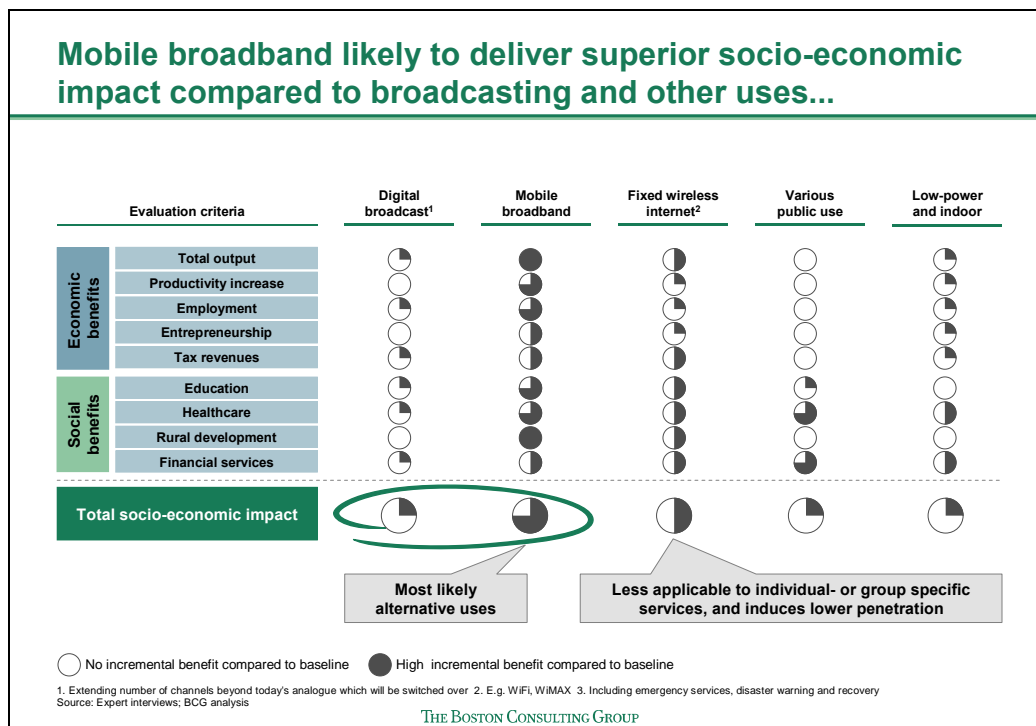 Mobile broadband likely to deliver superior socio-economic
impact compared to broadcasting and other uses...
Evaluation criteria
Digital
broadcast1
Mobile
broadband
Fixed wireless
internet2
Various
public use
Low-power
and indoor
Economic
benefits
Total output
Productivity increase
Employment
Entrepreneurship
Tax revenues
Social
benefits
Education
Healthcare
Rural development
Financial services
Total socio-economic impact
Most likely
alternative uses
Less applicable to individual- or group specific
services, and induces lower penetration
No incremental benefit compared to baseline
High incremental benefit compared to baseline
1. Extending number of channels beyond today's analogue which will be switched over 2. E.g. WiFi, WiMAX 3. Including emergency services, disaster warning and recovery
Source: Expert interviews; BCG analysis
THE BOSTON CONSULTING GROUP